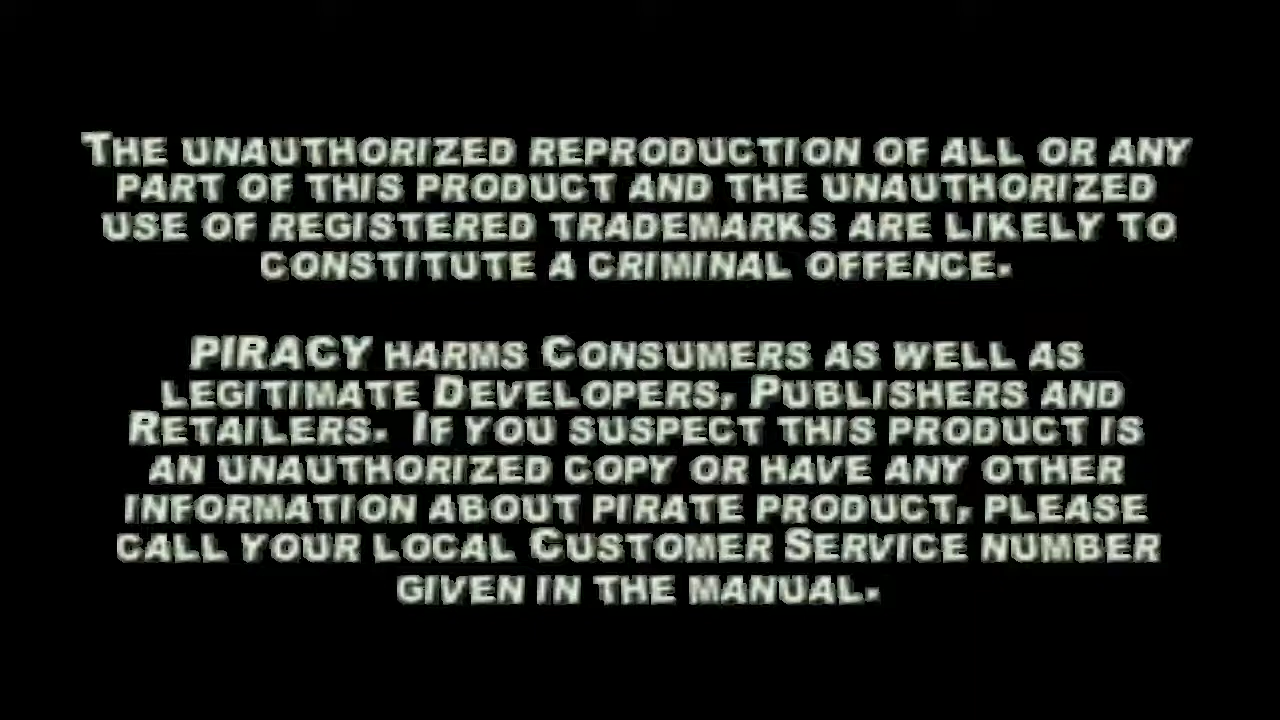 The unauthorized reproduction of all or any
part of this product and the unauthorized
use of registered trademarks are likely to
constitute a criminal offence.
PIRACY harms Consumers as well as
legitimate Developers, Publishers and
Retailers. If you suspect this product is
an unauthorized copy or have any other
information about pirate product, please
call your local Customer Service number
given in the manual.